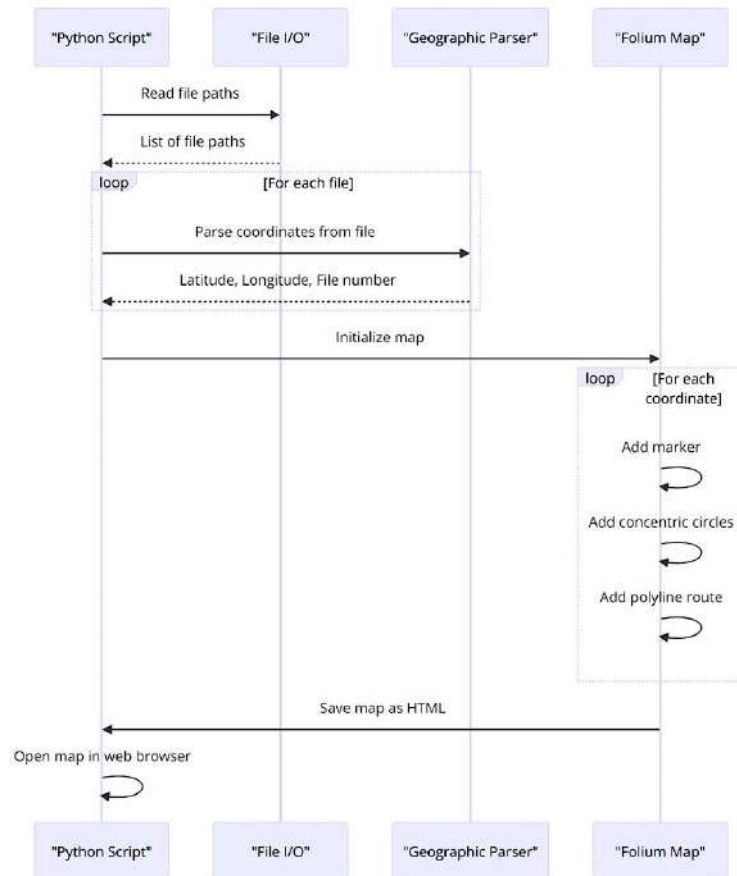 "Python Script"
"File I/O"
"Geographic Parser"
"Folium Map"
Read file paths
List of file paths
loop
[For each file]
Parse coordinates from file
Latitude, Longitude, File number
Initialize map
loop
[For each
coordinate]
Add marker
Add concentric circles
Add polyline route
Save map as HTML
Open map in web browser
"Python Script"
"File I/O"
"Geographic Parser"
"Folium Map"